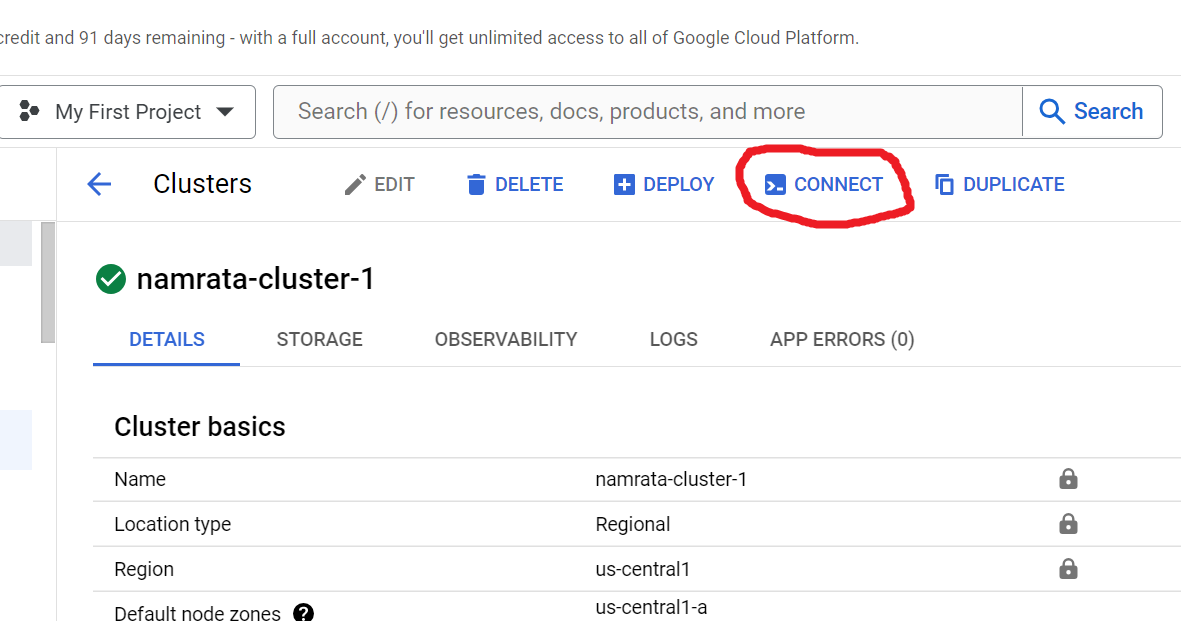 credit and 91 days remaining - with a full account, you'll get unlimited access to all of Google Cloud Platform.
My First Project
Search (/) for resources, docs, products, and more
Search
Clusters
EDIT
DELETE
DEPLOY
CONNECT
DUPLICATE
namrata-cluster-1
DETAILS
STORAGE
OBSERVABILITY
LOGS
APP ERRORS (0)
Cluster basics
Name namrata-cluster-1
Location type Regional
Region us-central1
Default node zones ? us-central1-a